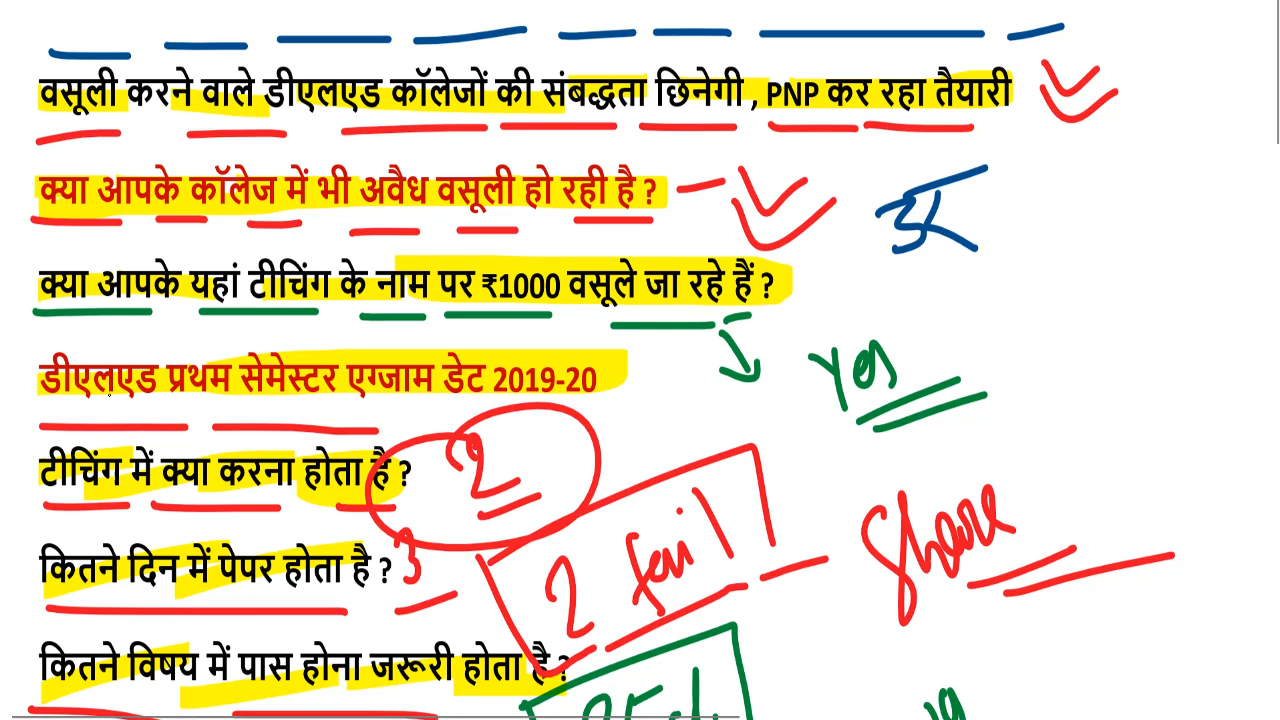 वसूली करने वाले डीएलएड कॉलेजों की संबद्धता छिनेगी , PNP कर रहा तैयारी
क्या आपके कॉलेज में भी अवैध वसूली हो रही है ?
क्या आपके यहां टीचिंग के नाम पर ₹1000 वसूले जा रहे हैं ?
Yes
डीएलएड प्रथम सेमेस्टर एग्जाम डेट 2019-20
टीचिंग में क्या करना होता है ?
2
2 fail
Share
कितने दिन में पेपर होता है ?
3
कितने विषय में पास होना जरूरी होता है ?